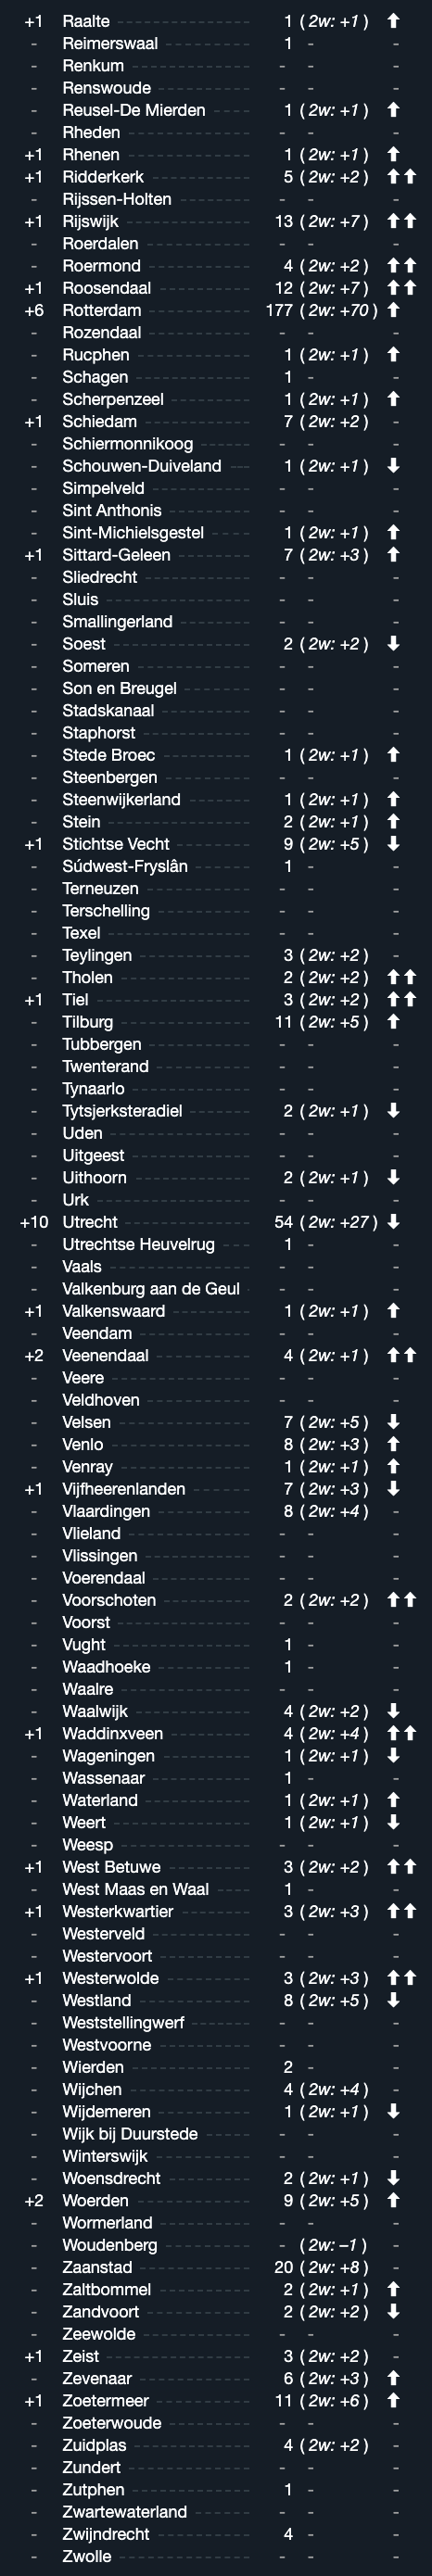 +1 Raalte 1 ( 2w: +1 ) ⬆
- Reimerswaal 1 - -
- Renkum - - -
- Renswoude - - -
- Reusel-De Mierden 1 ( 2w: +1 ) ⬆
- Rheden - - -
+1 Rhenen 1 ( 2w: +1 ) ⬆
+1 Ridderkerk 5 ( 2w: +2 ) ⬆⬆
- Rijssen-Holten - - -
+1 Rijswijk 13 ( 2w: +7 ) ⬆⬆
- Roerdalen - - -
- Roermond 4 ( 2w: +2 ) ⬆⬆
+1 Roosendaal 12 ( 2w: +7 ) ⬆⬆
+6 Rotterdam 177 ( 2w: +70 ) ⬆
- Rozendaal - - -
- Rucphen 1 ( 2w: +1 ) ⬆
- Schagen 1 - -
- Scherpenzeel 1 ( 2w: +1 ) ⬆
+1 Schiedam 7 ( 2w: +2 ) -
- Schiermonnikoog - - -
- Schouwen-Duiveland 1 ( 2w: +1 ) ⬇
- Simpelveld - - -
- Sint Anthonis - - -
- Sint-Michielsgestel 1 ( 2w: +1 ) ⬆
+1 Sittard-Geleen 7 ( 2w: +3 ) ⬆
- Sliedrecht - - -
- Sluis - - -
- Smallingerland - - -
- Soest 2 ( 2w: +2 ) ⬇
- Someren - - -
- Son en Breugel - - -
- Stadskanaal - - -
- Staphorst - - -
- Stede Broec 1 ( 2w: +1 ) ⬆
- Steenbergen - - -
- Steenwijkerland 1 ( 2w: +1 ) ⬆
- Stein 2 ( 2w: +1 ) ⬆
+1 Stichtse Vecht 9 ( 2w: +5 ) ⬇
- Súdwest-Fryslân 1 - -
- Terneuzen - - -
- Terschelling - - -
- Texel - - -
- Teylingen 3 ( 2w: +2 ) -
- Tholen 2 ( 2w: +2 ) ⬆⬆
+1 Tiel 3 ( 2w: +2 ) ⬆⬆
- Tilburg 11 ( 2w: +5 ) ⬆
- Tubbergen - - -
- Twenterand - - -
- Tynaarlo - - -
- Tytsjerksteradiel 2 ( 2w: +1 ) ⬇
- Uden - - -
- Uitgeest - - -
- Uithoorn 2 ( 2w: +1 ) ⬇
- Urk - - -
+10 Utrecht 54 ( 2w: +27 ) ⬇
- Utrechtse Heuvelrug 1 - -
- Vaals - - -
- Valkenburg aan de Geul - - -
+1 Valkenswaard 1 ( 2w: +1 ) ⬆
- Veendam - - -
+2 Veenendaal 4 ( 2w: +1 ) ⬆⬆
- Veere - - -
- Veldhoven - - -
- Velsen 7 ( 2w: +5 ) ⬇
- Venlo 8 ( 2w: +3 ) ⬆
- Venray 1 ( 2w: +1 ) ⬆
+1 Vijfheerenlanden 7 ( 2w: +3 ) ⬇
- Vlaardingen 8 ( 2w: +4 ) -
- Vlieland - - -
- Vlissingen - - -
- Voerendaal - - -
- Voorschoten 2 ( 2w: +2 ) ⬆⬆
- Voorst - - -
- Vught 1 - -
- Waadhoeke 1 - -
- Waalre - - -
- Waalwijk 4 ( 2w: +2 ) ⬇
+1 Waddinxveen 4 ( 2w: +4 ) ⬆⬆
- Wageningen 1 ( 2w: +1 ) ⬇
- Wassenaar 1 - -
- Waterland 1 ( 2w: +1 ) ⬆
- Weert 1 ( 2w: +1 ) ⬇
- Weesp - - -
+1 West Betuwe 3 ( 2w: +2 ) ⬆⬆
- West Maas en Waal 1 - -
+1 Westerkwartier 3 ( 2w: +3 ) ⬆⬆
- Westerveld - - -
- Westervoort - - -
+1 Westerwolde 3 ( 2w: +3 ) ⬆⬆
- Westland 8 ( 2w: +5 ) ⬇
- Weststellingwerf - - -
- Westvoorne - - -
- Wierden 2 - -
- Wijchen 4 ( 2w: +4 ) -
- Wijdemeren 1 ( 2w: +1 ) ⬇
- Wijk bij Duurstede - - -
- Winterswijk - - -
- Woensdrecht 2 ( 2w: +1 ) ⬇
+2 Woerden 9 ( 2w: +5 ) ⬆
- Wormerland - - -
- Woudenberg - ( 2w: –1 ) -
- Zaanstad 20 ( 2w: +8 ) -
- Zaltbommel 2 ( 2w: +1 ) ⬆
- Zandvoort 2 ( 2w: +2 ) ⬇
- Zeewolde - - -
+1 Zeist 3 ( 2w: +2 ) -
- Zevenaar 6 ( 2w: +3 ) ⬆
+1 Zoetermeer 11 ( 2w: +6 ) ⬆
- Zoeterwoude - - -
- Zuidplas 4 ( 2w: +2 ) -
- Zundert - - -
- Zutphen 1 - -
- Zwartewaterland - - -
- Zwijndrecht 4 - -
- Zwolle - - -